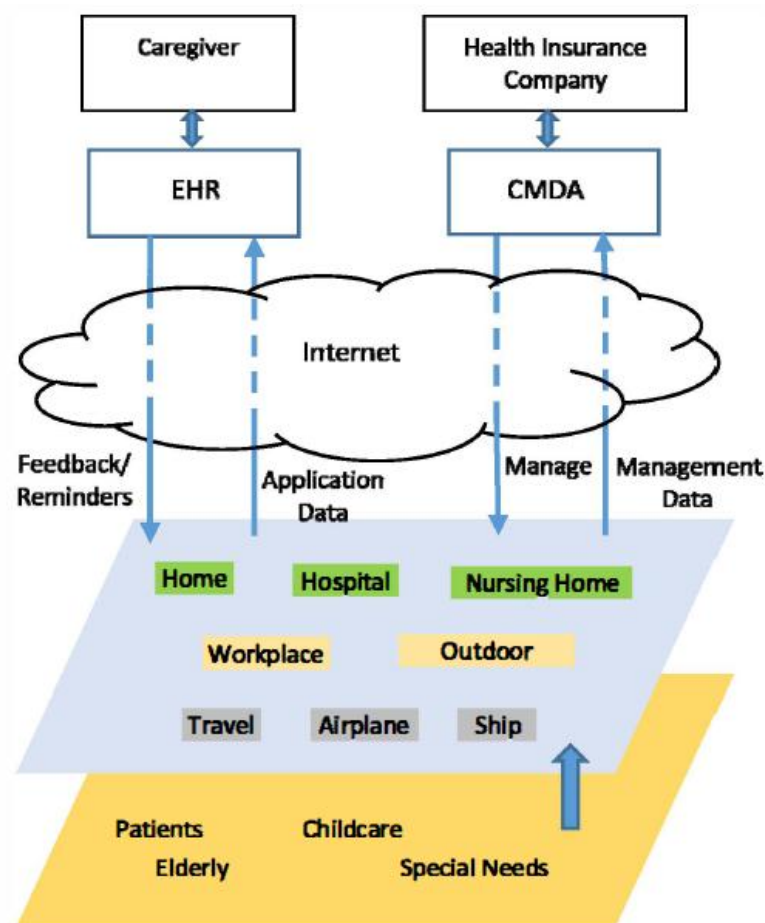 Caregiver
Health Insurance
Company
EHR
CMDA
Internet
Feedback/
Reminders
Application
Data
Manage
Management
Data
Home
Hospital
Nursing Home
Workplace
Outdoor
Travel
Airplane
Ship
Patients
Childcare
Elderly
Special Needs